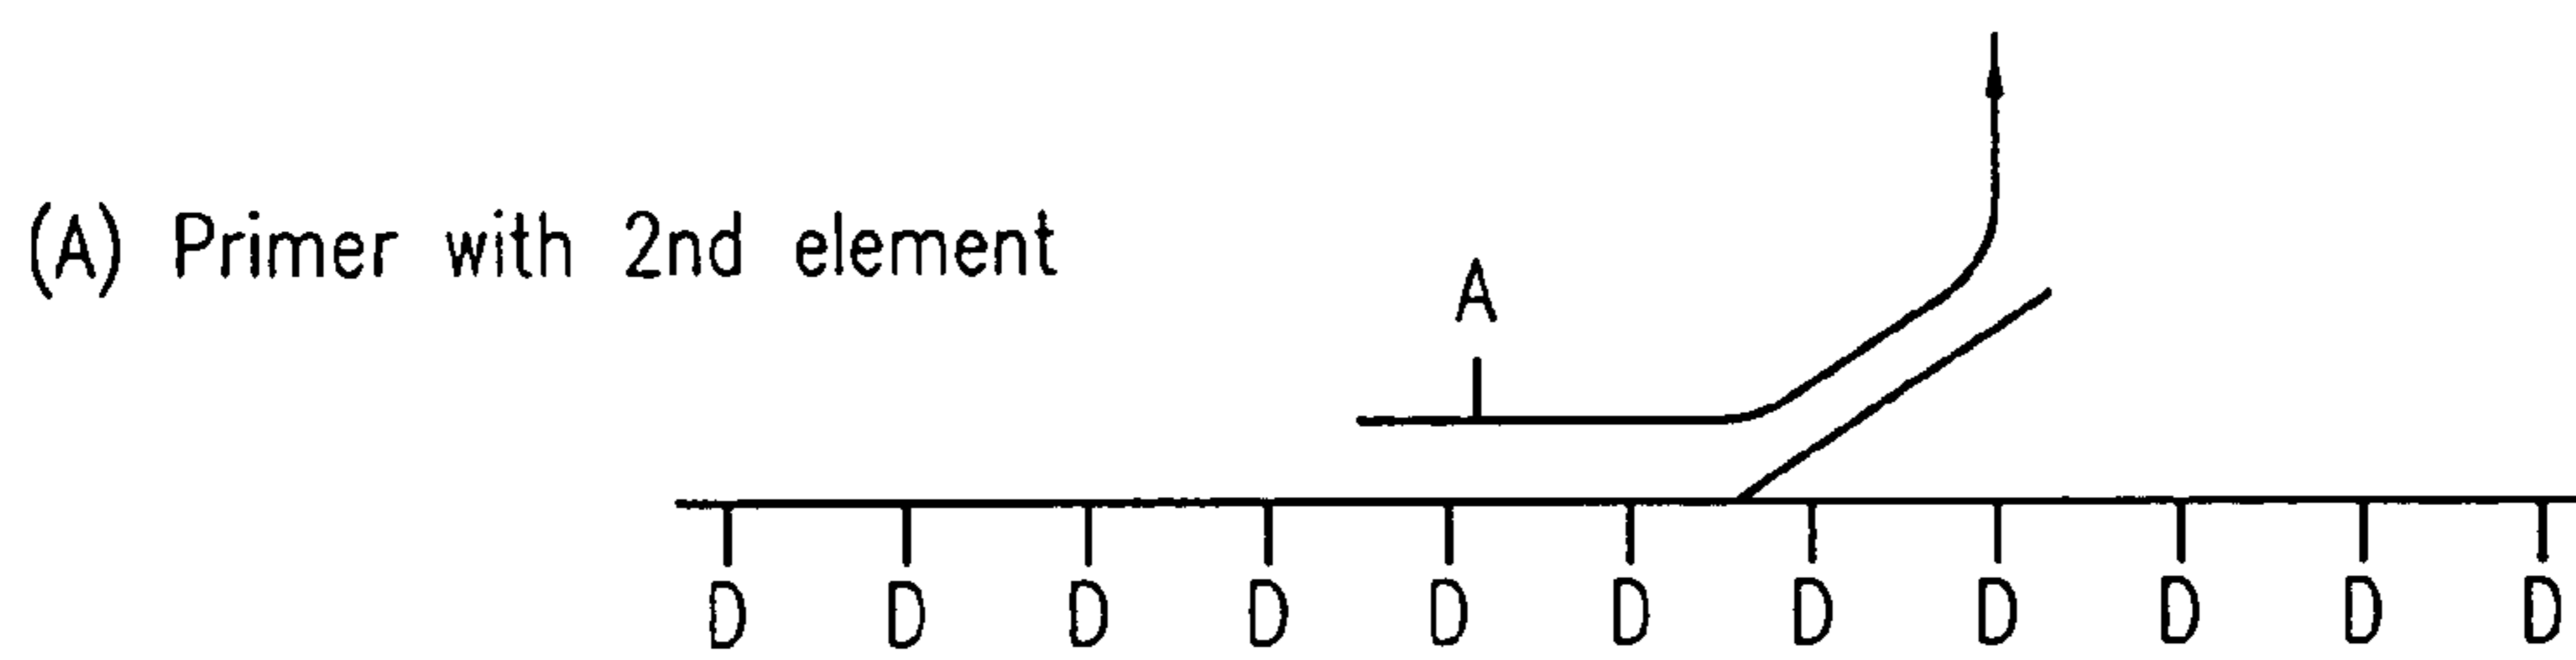 (A) Primer with 2nd element
A
D D D D D D D D D D D